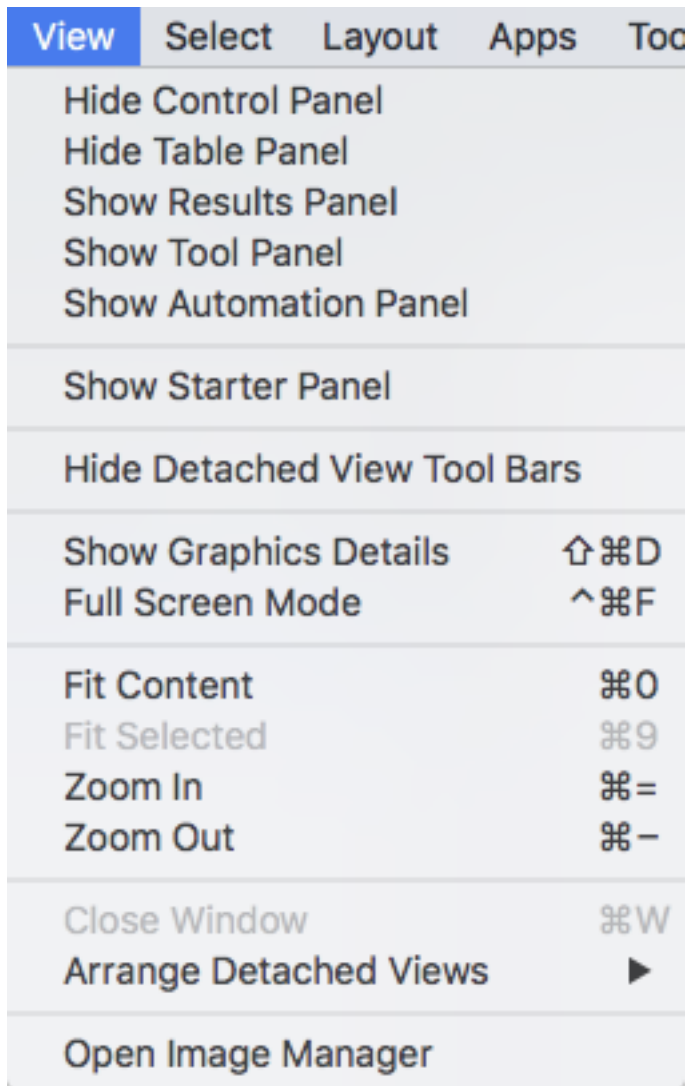 View Select Layout Apps
Hide Control Panel
Hide Table Panel
Show Results Panel
Show Tool Panel
Show Automation Panel
Show Starter Panel
Hide Detached View Tool Bars
Show Graphics Details ⇧⌘D
Full Screen Mode ^⌘F
Fit Content ⌘0
Fit Selected ⌘9
Zoom In ⌘=
Zoom Out ⌘−
Close Window ⌘W
Arrange Detached Views ▶
Open Image Manager